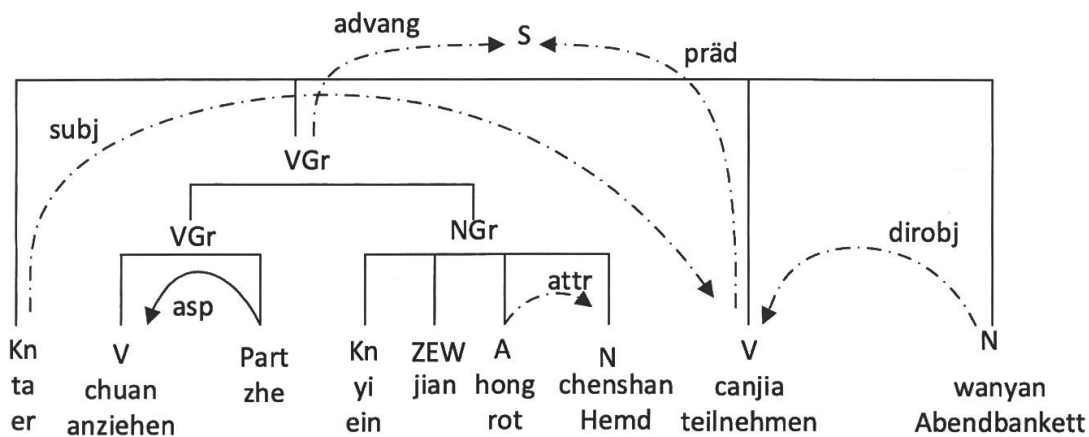 advang S präd
subj
VGr
VGr NGr dirobj
asp attr
Kn V Part Kn ZEW A N V N
ta chuan zhe yi jian hong chenshan canjia wanyan
er anziehen ein rot Hemd teilnehmen Abendbankett